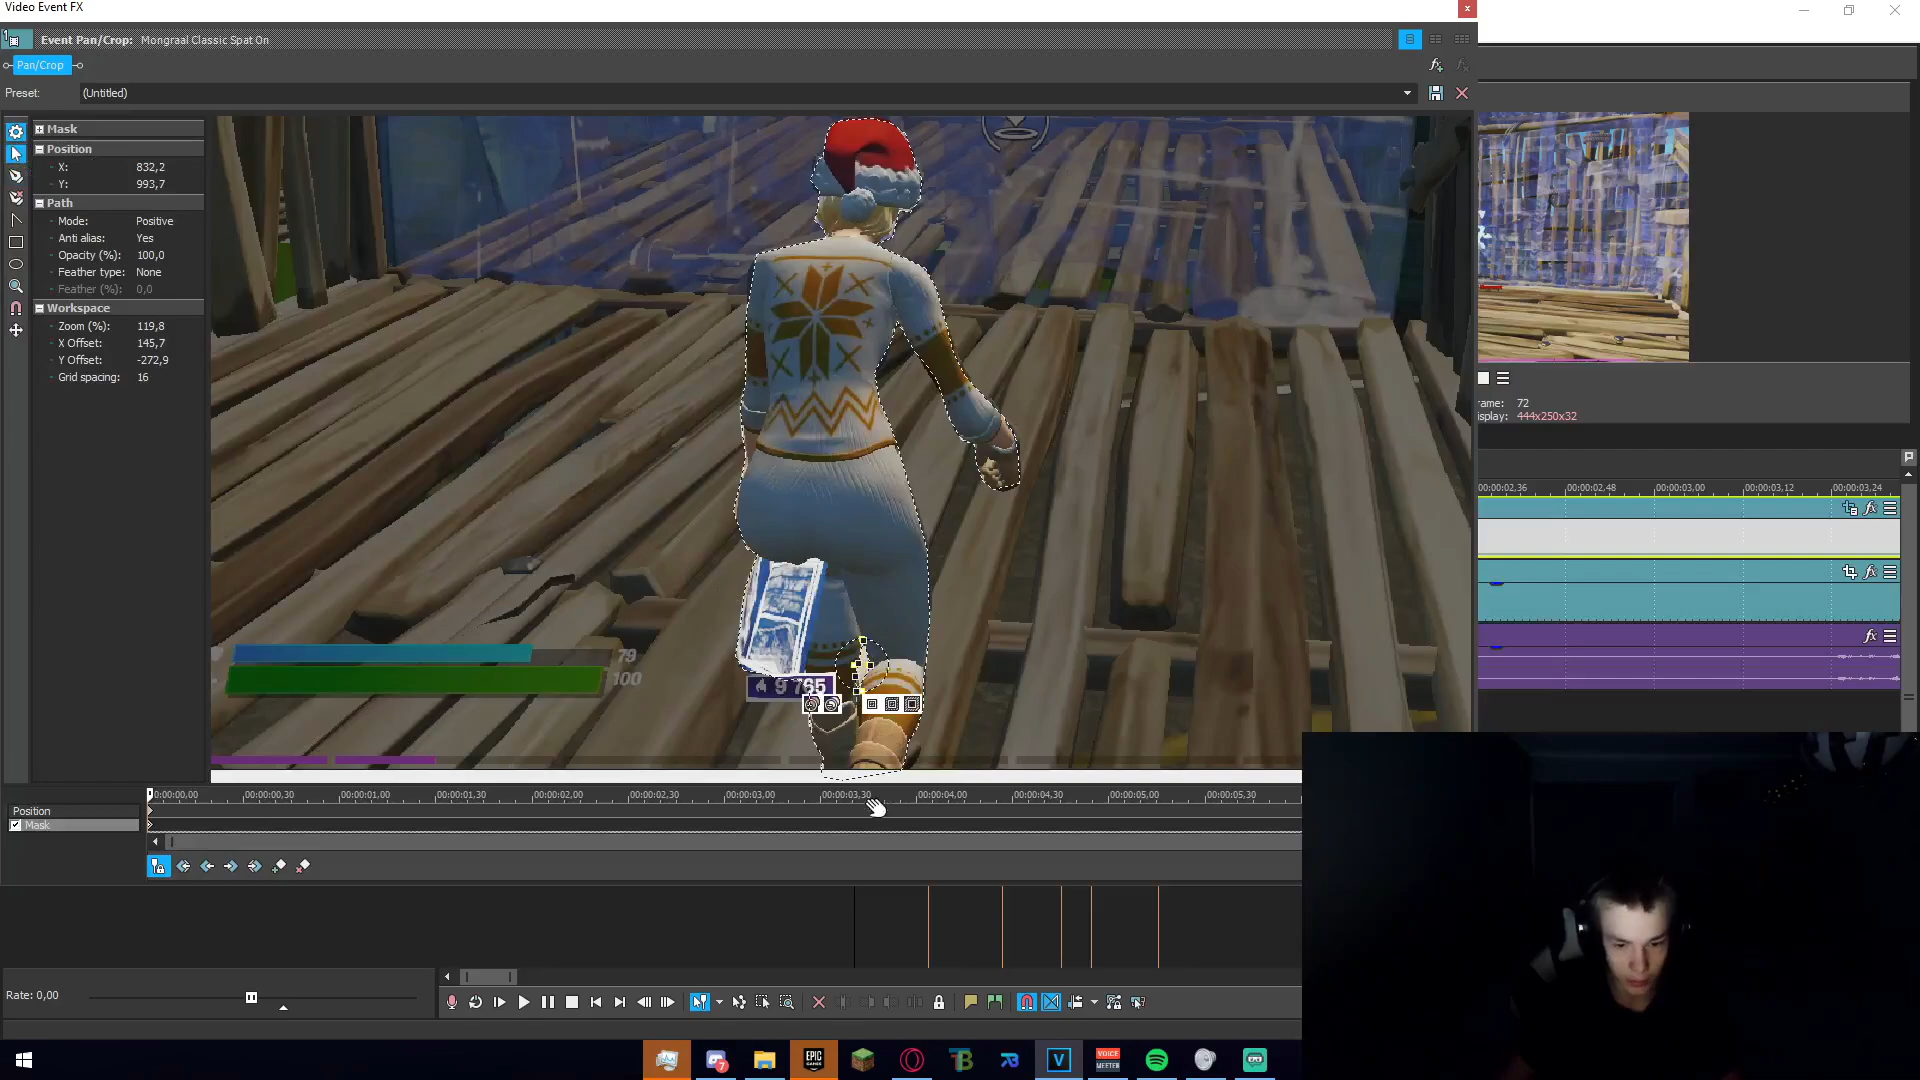 Video Event FX
Event Pan/Crop: Mongraal Classic Spat On
Pan/Crop
Preset: (Untitled)
Mask
Position
X: 832,2
Y: 993,7
Path
Mode: Positive
Anti alias: Yes
Opacity (%): 100,0
Feather type: None
Feather (%): 0,0
Workspace
Zoom (%): 119,8
X Offset: 145,7
Y Offset: -272,9
Grid spacing: 16
79
100
9 765
rame: 72
isplay: 444x250x32
00:00:02,36 00:00:02,48 00:00:03,00 00:00:03,12 00:00:03,24
0:00:00,00 00:00:00,30 00:00:01,00 00:00:01,30 00:00:02,00 00:00:02,30 00:00:03,00 00:00:03,30 00:00:04,00 00:00:04,30 00:00:05,00 00:00:05,30
Position
Mask
Rate: 0,00
7
EPIC GAMES
V
VOICE MEETER